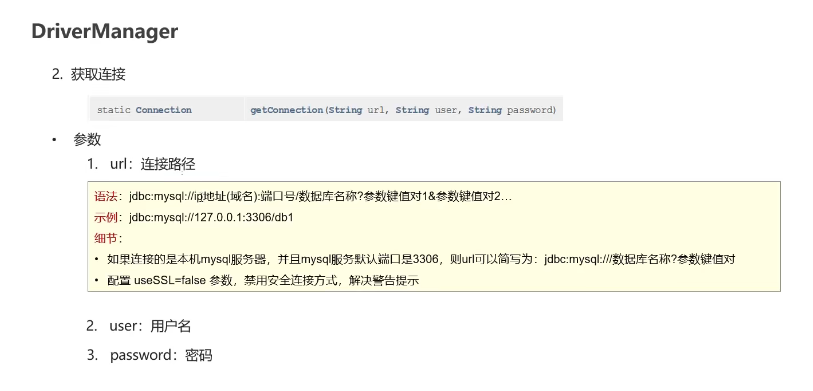 DriverManager
2. 获取连接
static Connection getConnection(String url, String user, String password)
• 参数
1. url：连接路径
语法：jdbc:mysql://ip地址(域名):端口号/数据库名称?参数键值对1&参数键值对2…
示例：jdbc:mysql://127.0.0.1:3306/db1
细节：
• 如果连接的是本机mysql服务器，并且mysql服务默认端口是3306，则url可以简写为：jdbc:mysql:///数据库名称?参数键值对
• 配置 useSSL=false 参数，禁用安全连接方式，解决警告提示
2. user：用户名
3. password：密码